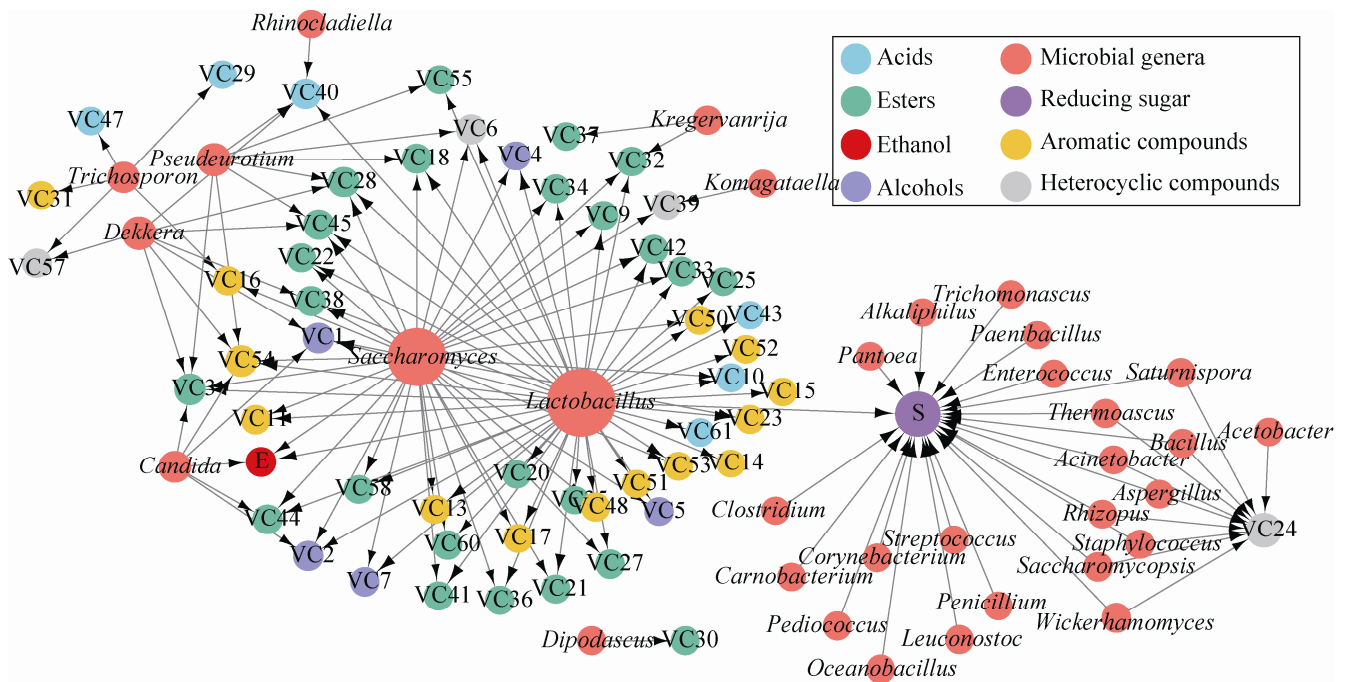 Rhinocladiella
VC29
VC40
VC55
VC47
VC6
Kregervanrija
VC37
Pseudeurotium
VC18
VC4
VC32
Trichosporon
VC28
VC34
Komagataella
VC31
VC39
Dekkera
VC45
VC9
VC57
VC22
VC42
VC16
VC33
VC25
VC38
VC1
VC50
VC43
VC54
Saccharomyces
VC52
VC10
VC15
Lactobacillus
VC11
VC23
VC61
Candida
E
VC20
VC53
VC14
VC58
VC51
VC48
VC5
VC44
VC13
VC17
VC60
VC2
VC27
VC7
VC41
VC36
VC21
Dipodascus
VC30
Acids
Microbial genera
Esters
Reducing sugar
Ethanol
Aromatic compounds
Alcohols
Heterocyclic compounds
Trichomonascus
Alkaliphilus
Paenibacillus
Pantoea
Enterococcus
Saturnispora
S
Thermoascus
Acetobacter
Bacillus
Acinetobacter
Aspergillus
Clostridium
Rhizopus
VC24
Streptococcus
Staphylococcus
Corynebacterium
Saccharomycopsis
Carnobacterium
Penicillium
Pediococcus
Wickerhamomyces
Leuconostoc
Oceanobacillus